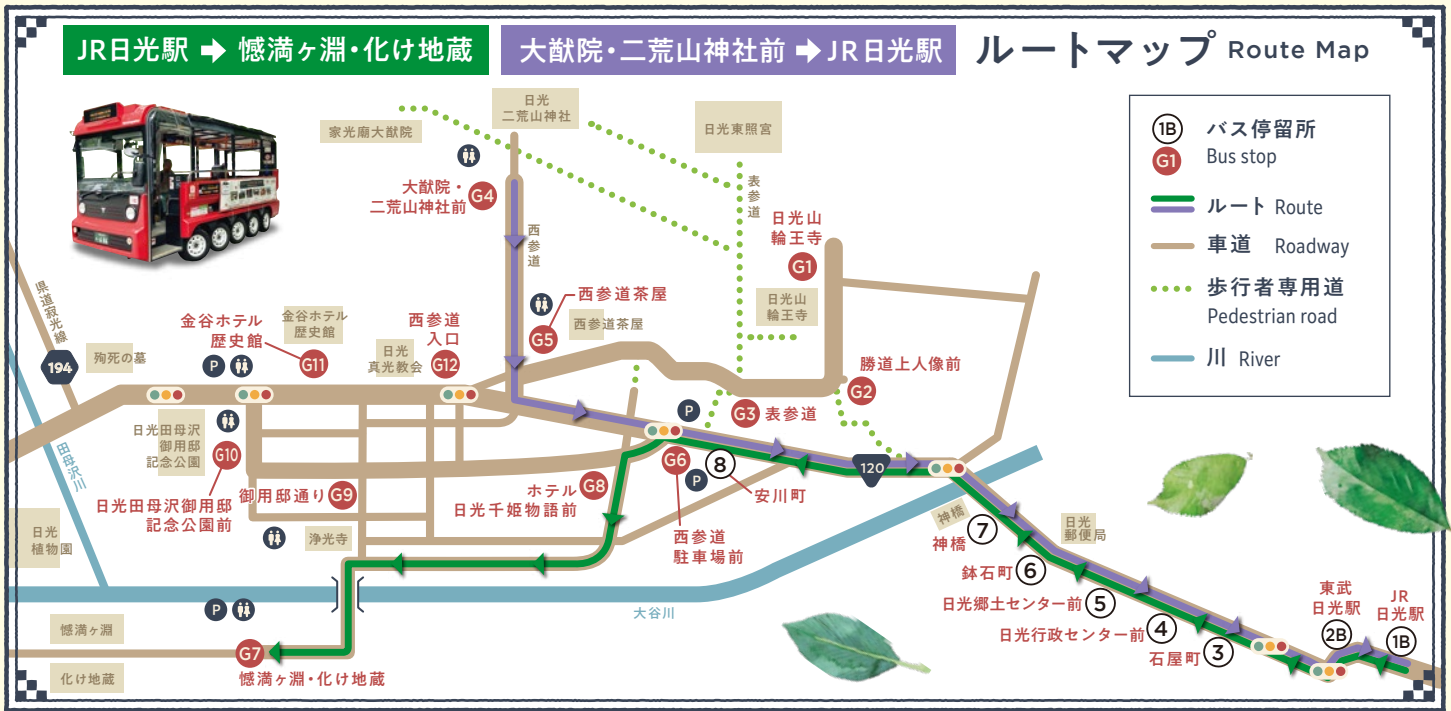 JR日光駅 ➡ 憾満ヶ淵・化け地蔵
大猷院・二荒山神社前 ➡ JR日光駅
ルートマップ Route Map
1B
バス停留所
G1
Bus stop
ルート Route
車道 Roadway
歩行者専用道
Pedestrian road
川 River
日光
二荒山神社
家光廟大猷院
日光東照宮
表参道
大猷院・
二荒山神社前
G4
西参道
日光山
輪王寺
G1
日光山
輪王寺
県道寂光線
194
殉死の墓
金谷ホテル
歴史館
G11
金谷ホテル
歴史館
P
西参道
入口
G12
日光
真光教会
西参道茶屋
G5
西参道茶屋
勝道上人像前
G2
G3
表参道
P
田母沢川
日光田母沢
御用邸
記念公園
G10
日光田母沢御用邸
記念公園前
御用邸通り
G9
ホテル
日光千姫物語前
G8
G6
西参道
駐車場前
P
8
安川町
120
日光
植物園
浄光寺
神橋
神橋
7
日光
郵便局
鉢石町
6
日光郷土センター前
5
日光行政センター前
4
石屋町
3
東武
日光駅
2B
JR
日光駅
1B
大谷川
P
憾満ヶ淵
G7
憾満ヶ淵・化け地蔵
化け地蔵